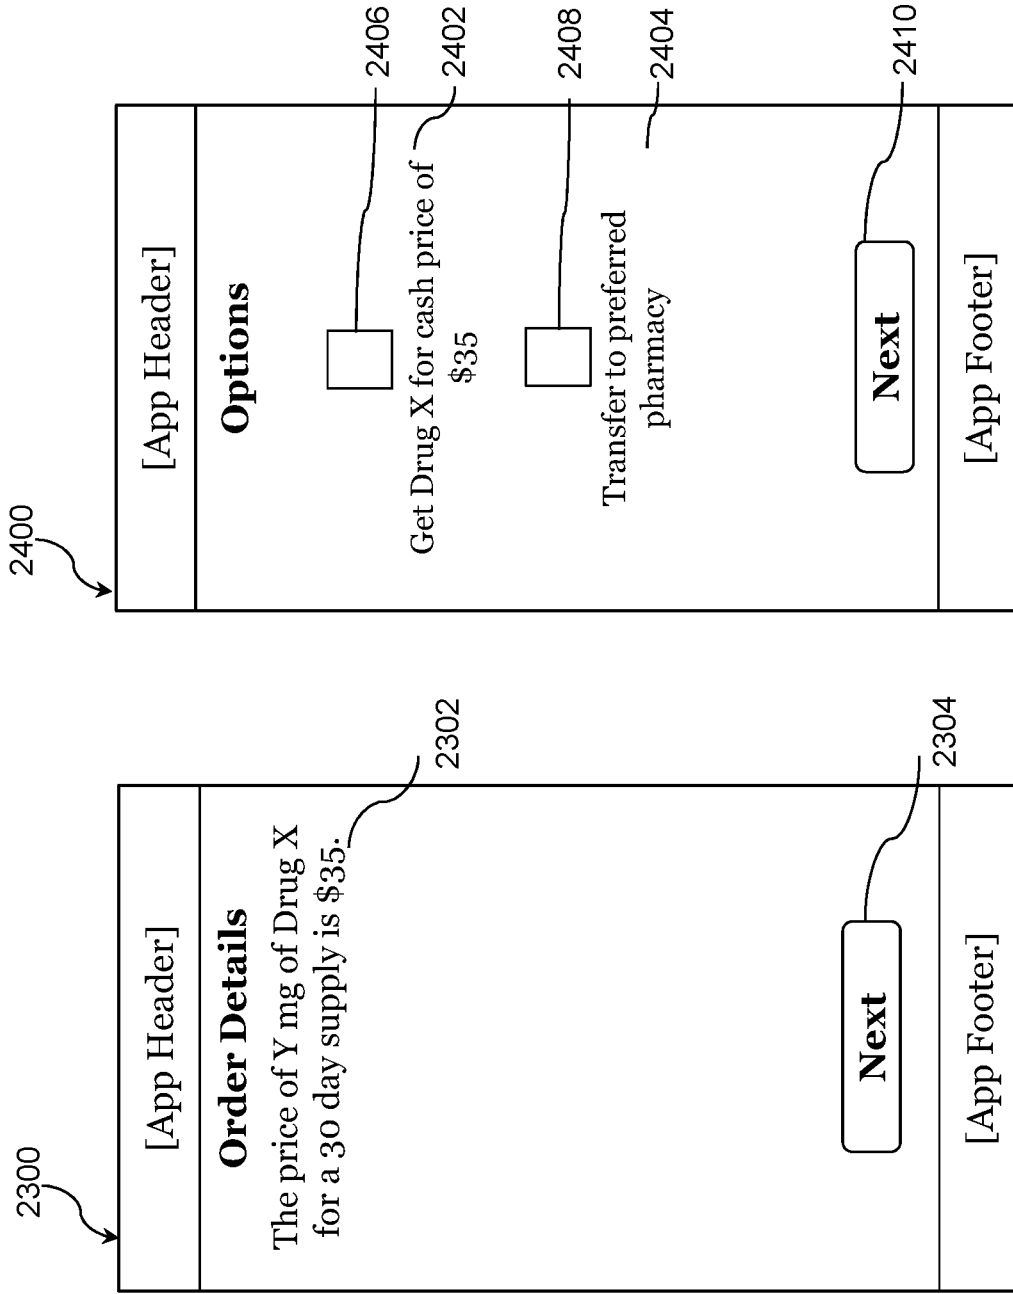 2300
[App Header]
Order Details
The price of Y mg of Drug X
for a 30 day supply is $35.
2302
Next
2304
[App Footer]
2400
[App Header]
Options
2406
Get Drug X for cash price of
$35
2402
2408
Transfer to preferred
pharmacy
2404
Next
2410
[App Footer]